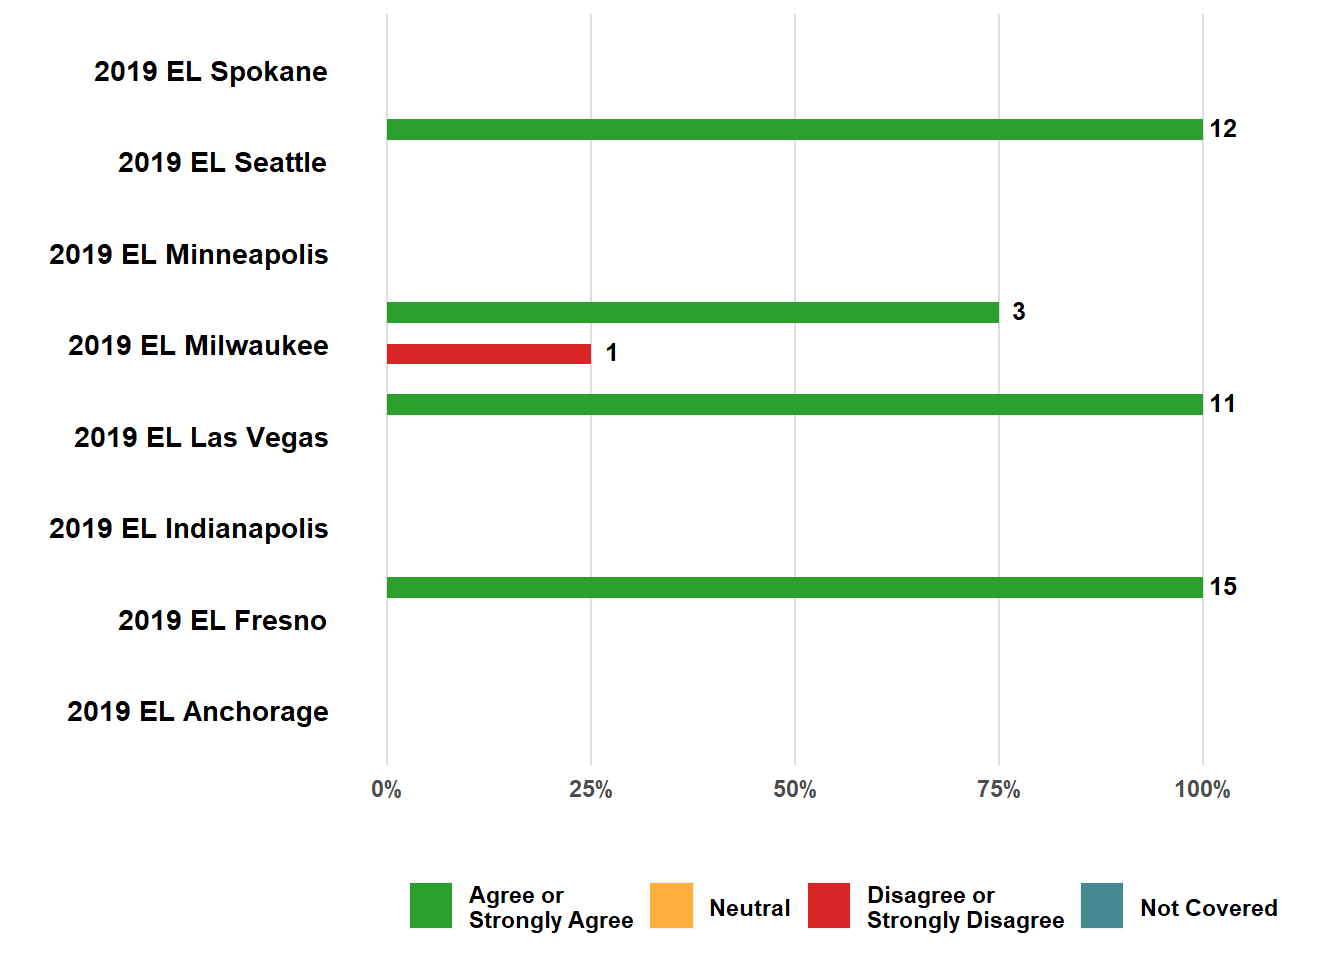 2019 EL Spokane
12
2019 EL Seattle
2019 EL Minneapolis
3
2019 EL Milwaukee
1
11
2019 EL Las Vegas
2019 EL Indianapolis
15
2019 EL Fresno
2019 EL Anchorage
0% 25% 50% 75% 100%
Agree or
Strongly Agree
Neutral
Disagree or
Strongly Disagree
Not Covered